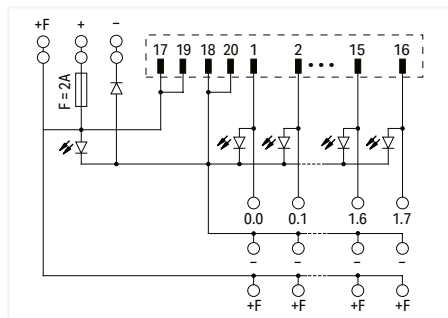 +F + –
17 19 18 20 1 2 ••• 15 16
F = 2A
0.0 0.1 1.6 1.7
– – – –
+F +F +F +F